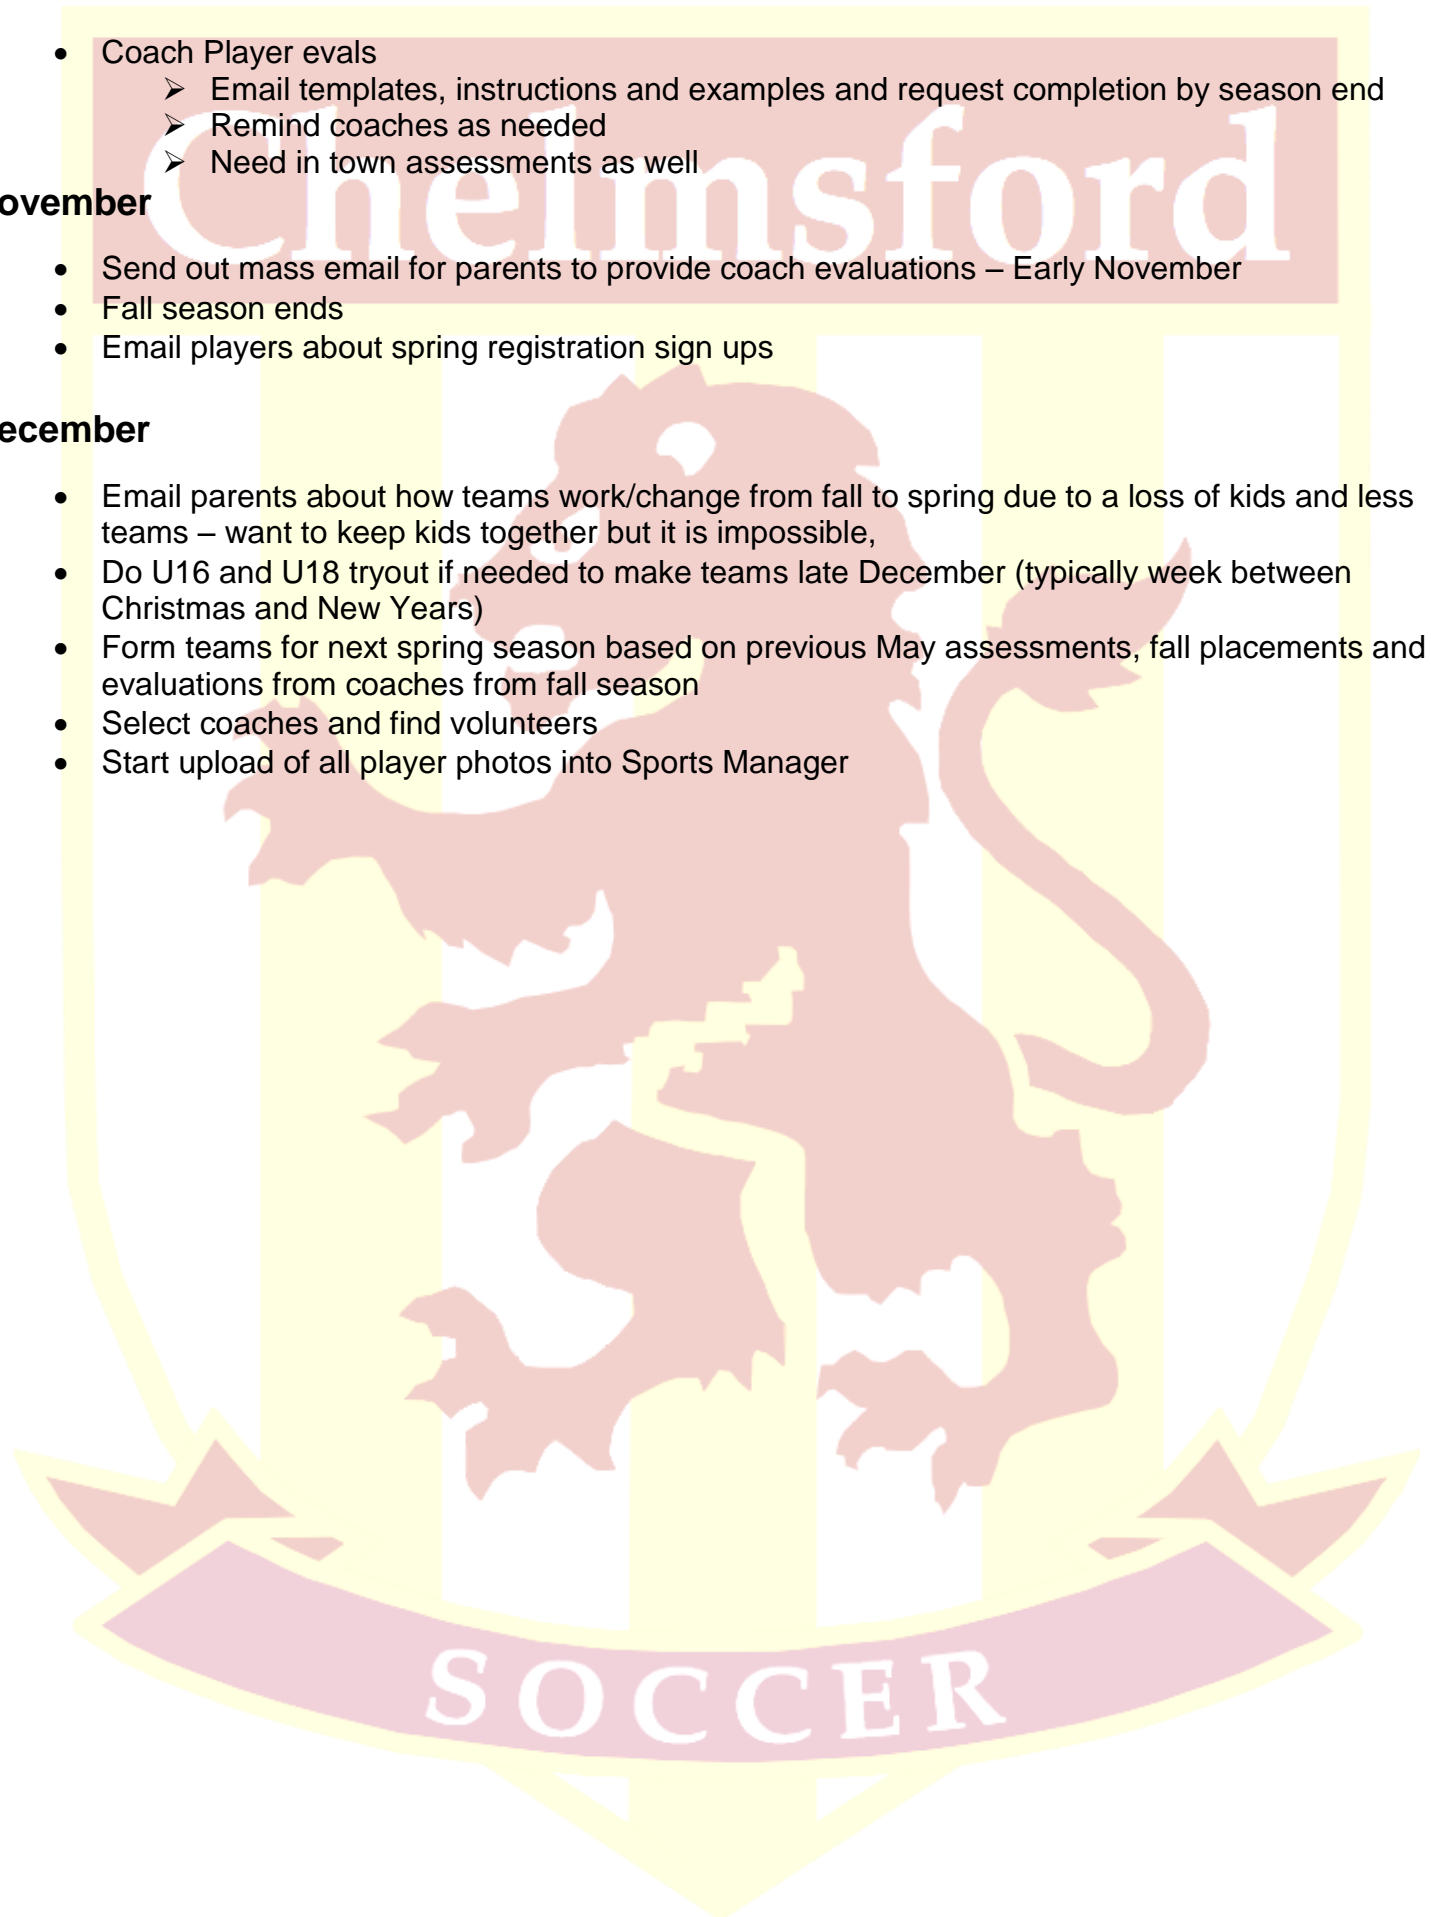 • Coach Player evals
➢ Email templates, instructions and examples and request completion by season end
➢ Remind coaches as needed
➢ Need in town assessments as well
Chelmsford
ovember
• Send out mass email for parents to provide coach evaluations – Early November
• Fall season ends
• Email players about spring registration sign ups
ecember
• Email parents about how teams work/change from fall to spring due to a loss of kids and less
teams – want to keep kids together but it is impossible,
• Do U16 and U18 tryout if needed to make teams late December (typically week between
Christmas and New Years)
• Form teams for next spring season based on previous May assessments, fall placements and
evaluations from coaches from fall season
• Select coaches and find volunteers
• Start upload of all player photos into Sports Manager
SOCCER